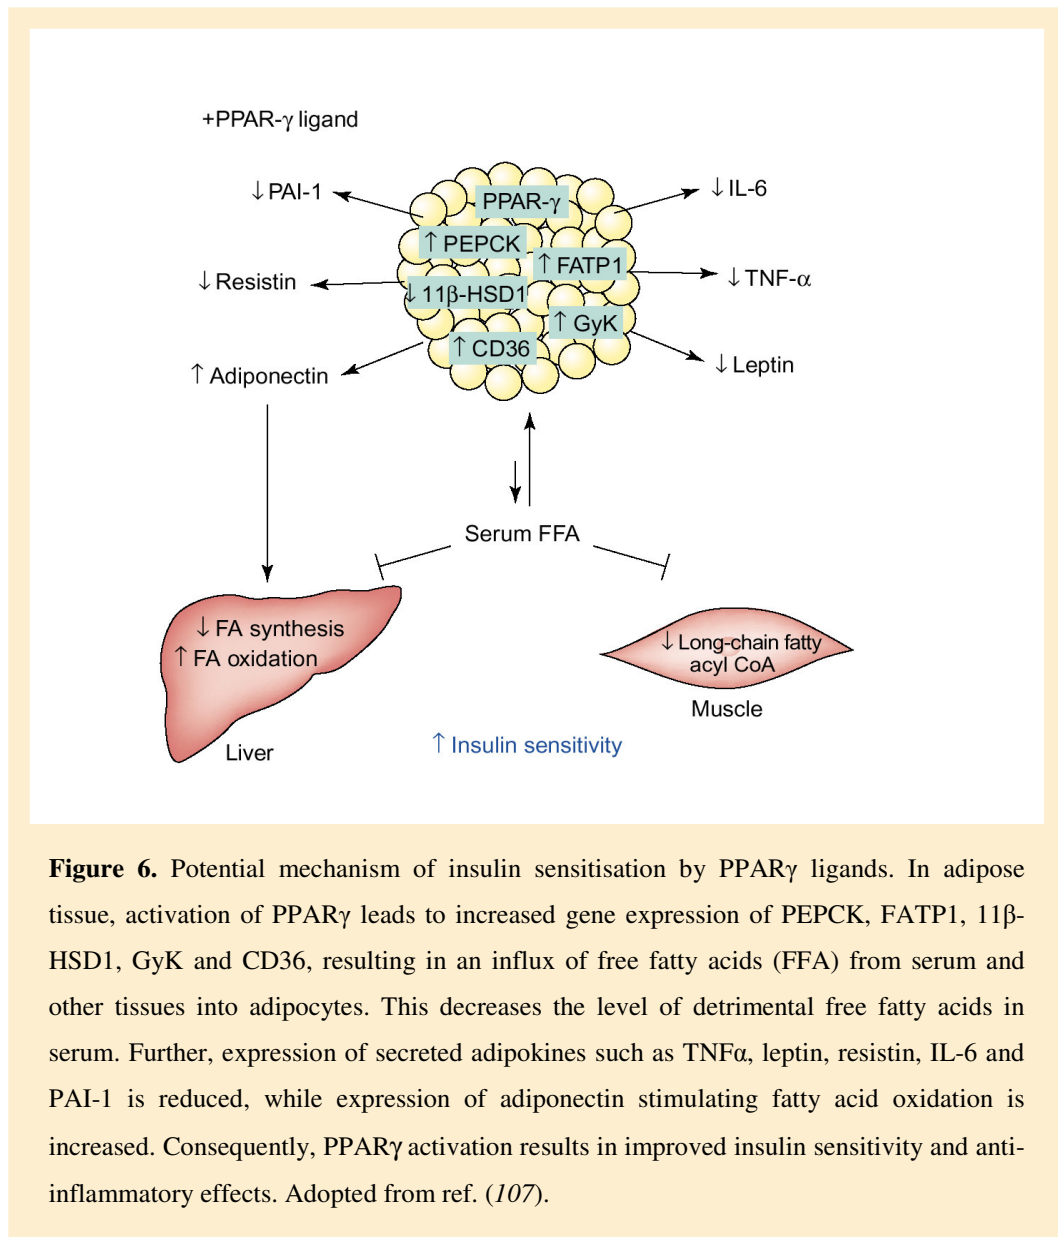 +PPAR-γ ligand
↓PAI-1
↓IL-6
PPAR-γ
↑PEPCK
↑FATP1
↓Resistin
↓TNF-α
↓11β-HSD1
↑GyK
↑CD36
↑Adiponectin
↓Leptin
Serum FFA
↓FA synthesis
↑FA oxidation
↓Long-chain fatty
acyl CoA
Muscle
Liver
↑Insulin sensitivity
Figure 6. Potential mechanism of insulin sensitisation by PPARγ ligands. In adipose
tissue, activation of PPARγ leads to increased gene expression of PEPCK, FATP1, 11β-
HSD1, GyK and CD36, resulting in an influx of free fatty acids (FFA) from serum and
other tissues into adipocytes. This decreases the level of detrimental free fatty acids in
serum. Further, expression of secreted adipokines such as TNFα, leptin, resistin, IL-6 and
PAI-1 is reduced, while expression of adiponectin stimulating fatty acid oxidation is
increased. Consequently, PPARγ activation results in improved insulin sensitivity and anti-
inflammatory effects. Adopted from ref. (107).